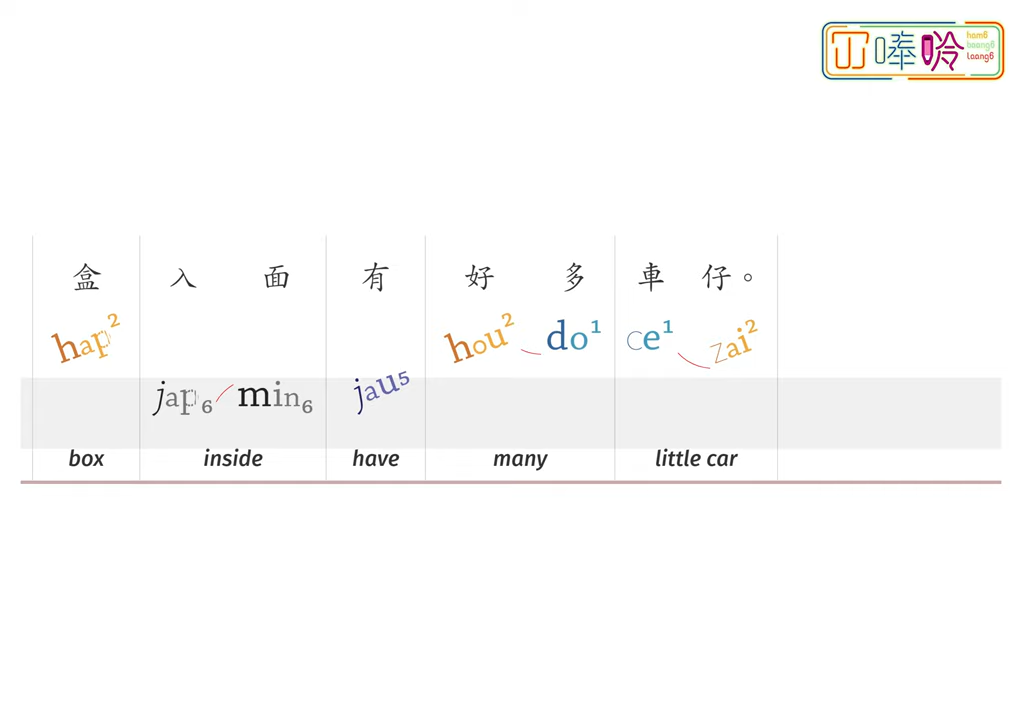 冚唪唥
ham6
baang6
laang6
盒 入面 有 好多 車仔。
hap2 hou2 do1 ce1 zai2
jap6 min6 jau5
box inside have many little car